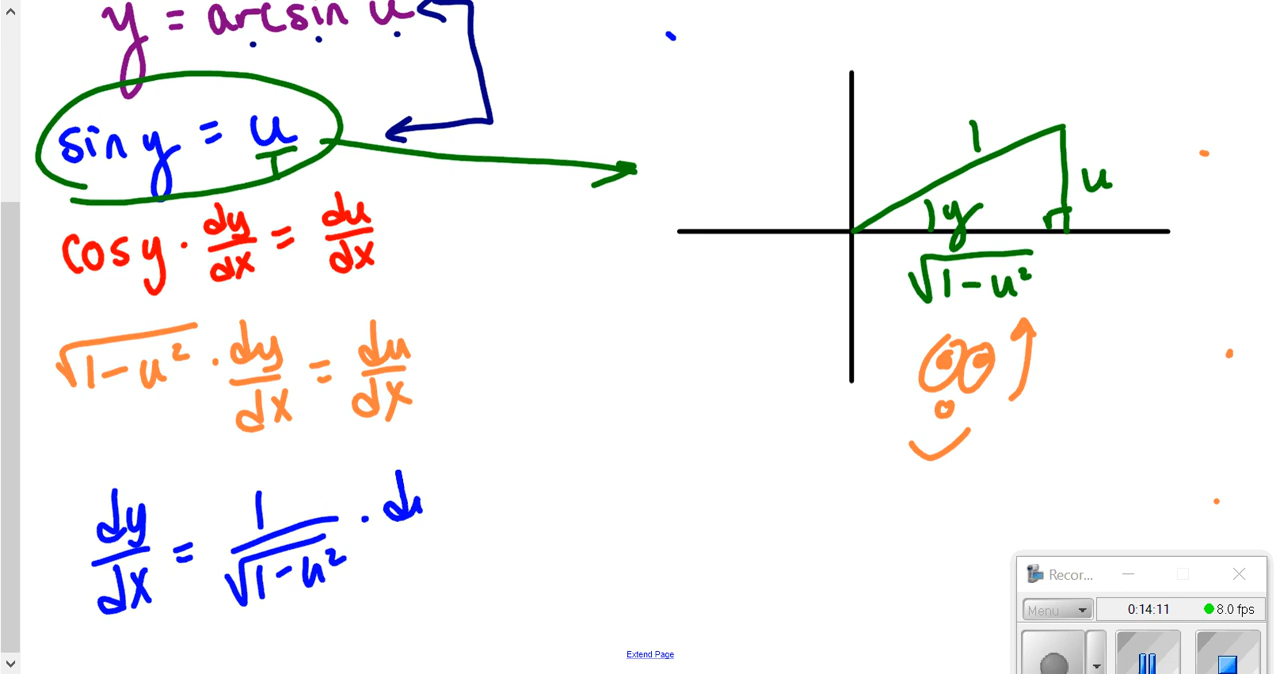 y = arcsin u
sin y = u/1
cos y · dy/dx = du/dx
√1-u² · dy/dx = du/dx
dy/dx = 1/√1-u² · du
1
u
y
√1-u²
Recor...
Menu
0:14:11
8.0 fps
Extend Page